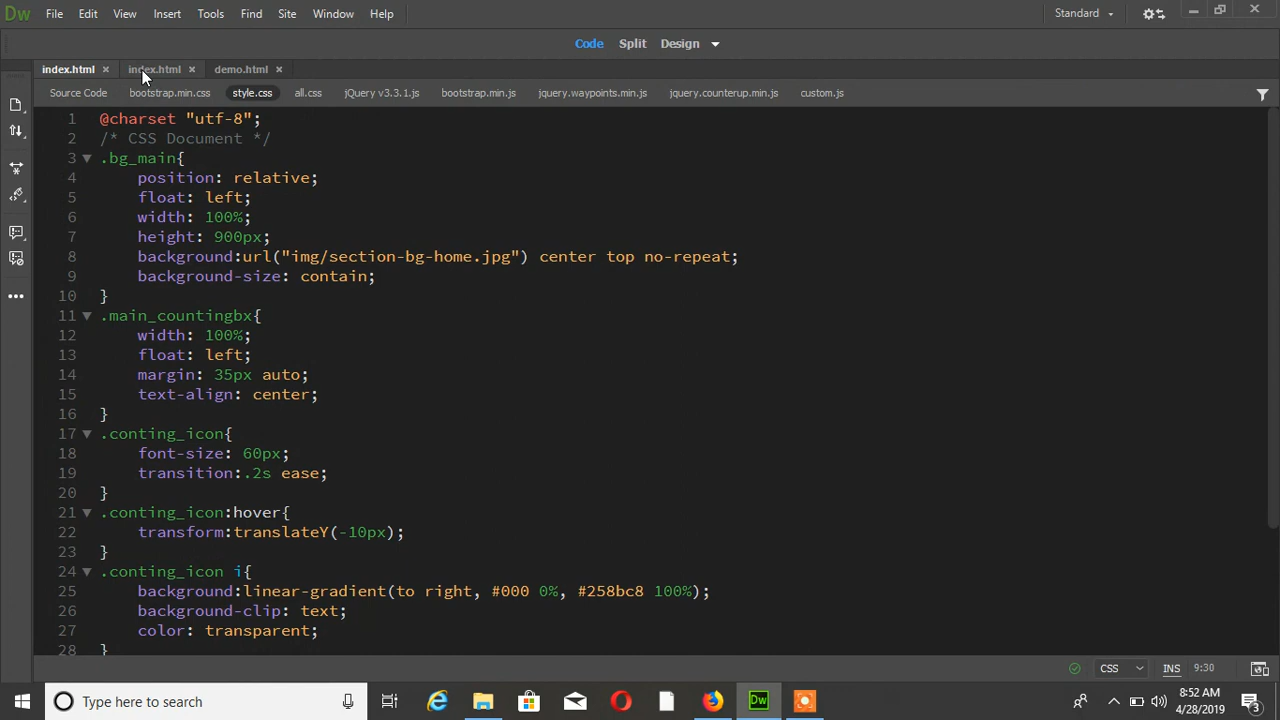 Dw File Edit View Insert Tools Find Site Window Help Standard
Code Split Design
index.html × index.html × demo.html ×
Source Code bootstrap.min.css style.css all.css jQuery v3.3.1.js bootstrap.min.js jquery.waypoints.min.js jquery.counterup.min.js custom.js
1 @charset "utf-8";
2 /* CSS Document */
3 .bg_main{
4 position: relative;
5 float: left;
6 width: 100%;
7 height: 900px;
8 background:url("img/section-bg-home.jpg") center top no-repeat;
9 background-size: contain;
10 }
11 .main_countingbx{
12 width: 100%;
13 float: left;
14 margin: 35px auto;
15 text-align: center;
16 }
17 .conting_icon{
18 font-size: 60px;
19 transition:.2s ease;
20 }
21 .conting_icon:hover{
22 transform:translateY(-10px);
23 }
24 .conting_icon i{
25 background:linear-gradient(to right, #000 0%, #258bc8 100%);
26 background-clip: text;
27 color: transparent;
28 }
CSS INS 9:30
Type here to search Dw 8:52 AM
4/28/2019 3